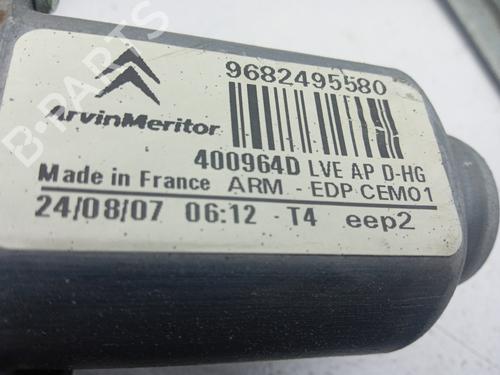 9682495580
ArvinMeritor
400964D LVE AP D-HG
Made in France ARM - EDP CEM01
24/08/07 06:12 - T4 eep2
B-PARTS